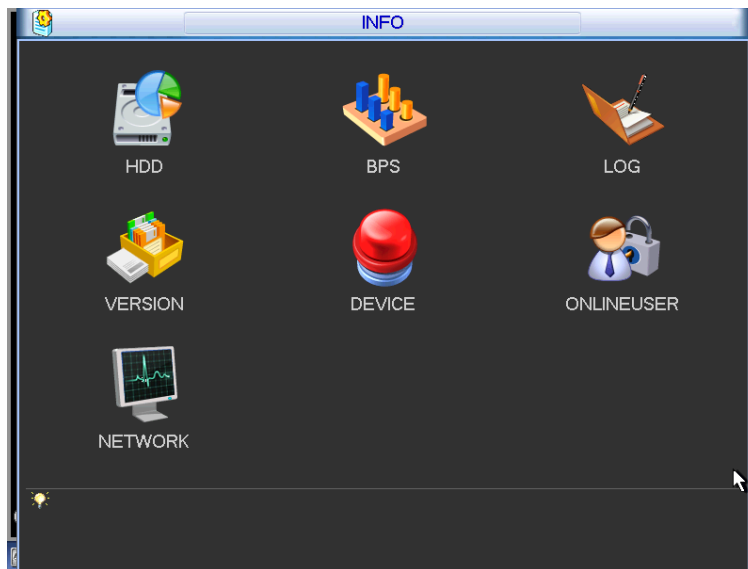 INFO
HDD
BPS
LOG
VERSION
DEVICE
ONLINEUSER
NETWORK